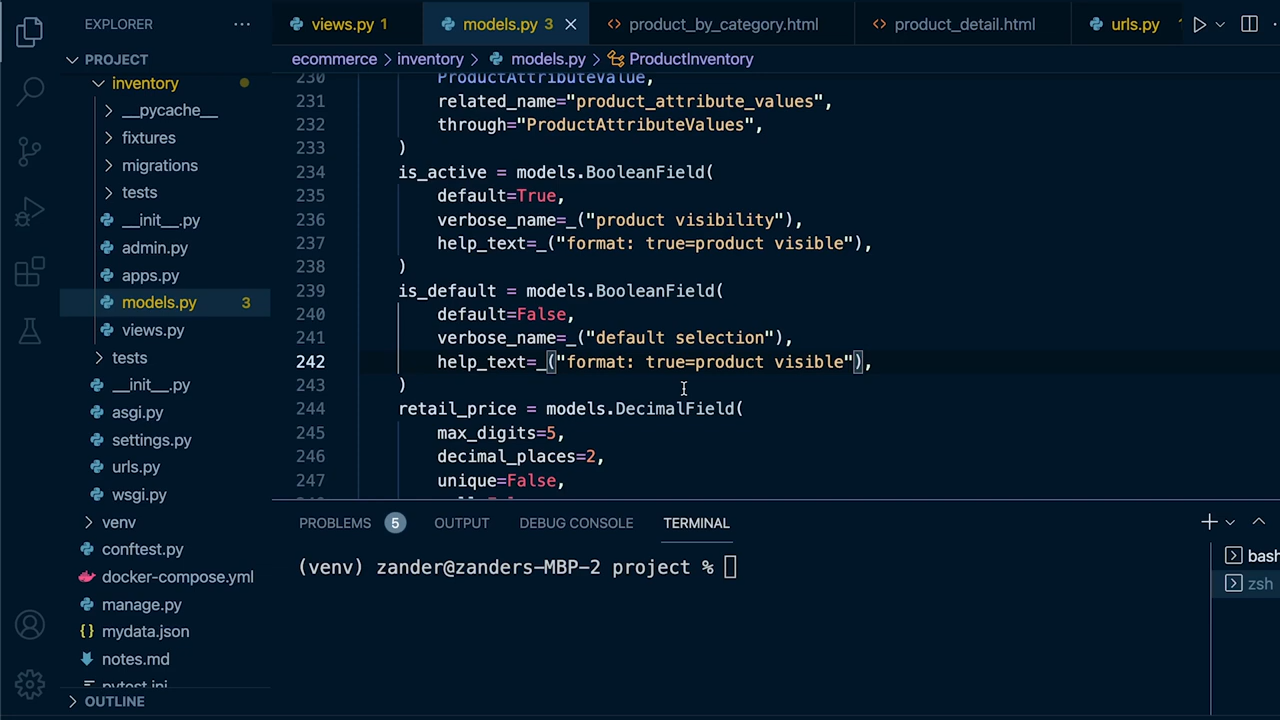 EXPLORER
PROJECT
inventory
__pycache__
fixtures
migrations
tests
__init__.py
admin.py
apps.py
models.py 3
views.py
tests
__init__.py
asgi.py
settings.py
urls.py
wsgi.py
venv
conftest.py
docker-compose.yml
manage.py
mydata.json
notes.md
pytest.ini
OUTLINE
views.py 1
models.py 3
product_by_category.html
product_detail.html
urls.py
ecommerce > inventory > models.py > ProductInventory
230 ProductAttributeValue,
231 related_name="product_attribute_values",
232 through="ProductAttributeValues",
233 )
234 is_active = models.BooleanField(
235 default=True,
236 verbose_name=_("product visibility"),
237 help_text=_("format: true=product visible"),
238 )
239 is_default = models.BooleanField(
240 default=False,
241 verbose_name=_("default selection"),
242 help_text=_("format: true=product visible"),
243 )
244 retail_price = models.DecimalField(
245 max_digits=5,
246 decimal_places=2,
247 unique=False,
PROBLEMS 5 OUTPUT DEBUG CONSOLE TERMINAL
(venv) zander@zanders-MBP-2 project %
bash
zsh